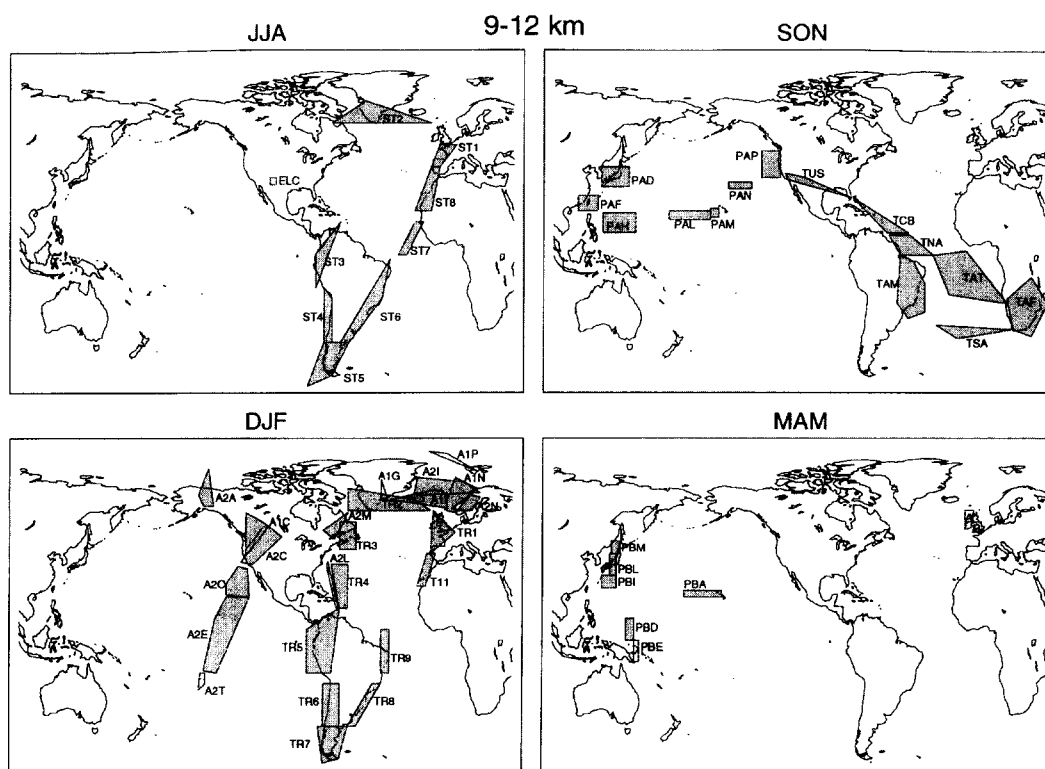 9-12 km
JJA
SON
ST2
ST1
ELC
ST8
ST3
ST7
ST4
ST6
ST5
PAP
PAD
TUS
PAN
PAF
PAH
PAL
PAM
TCB
TNA
TAM
TAT
TAF
TSA
DJF
MAM
A1P
A1G
A2I
A1N
A2A
A2N
A1C
A2M
TR1
A2C
TR3
A2L
A2O
TR4
T11
A2E
TR5
TR9
A2T
TR6
TR8
TR7
PBM
PBL
PBI
PBA
PBD
PBE